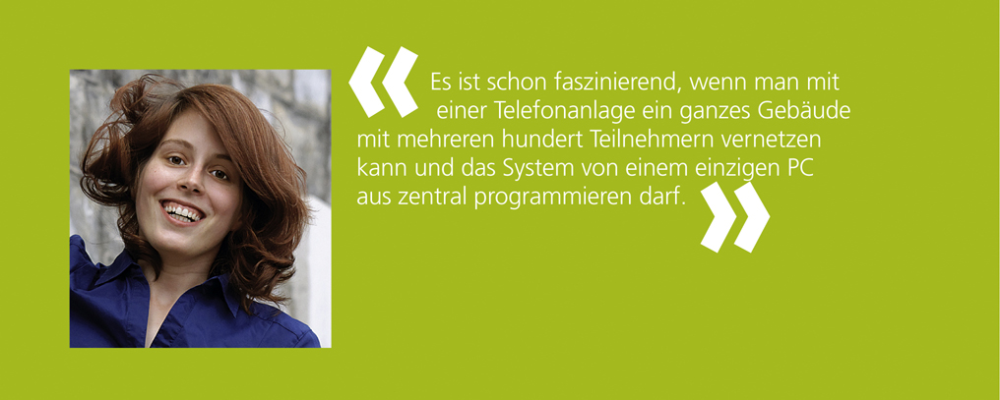 « Es ist schon faszinierend, wenn man mit
einer Telefonanlage ein ganzes Gebäude
mit mehreren hundert Teilnehmern vernetzen
kann und das System von einem einzigen PC
aus zentral programmieren darf. »